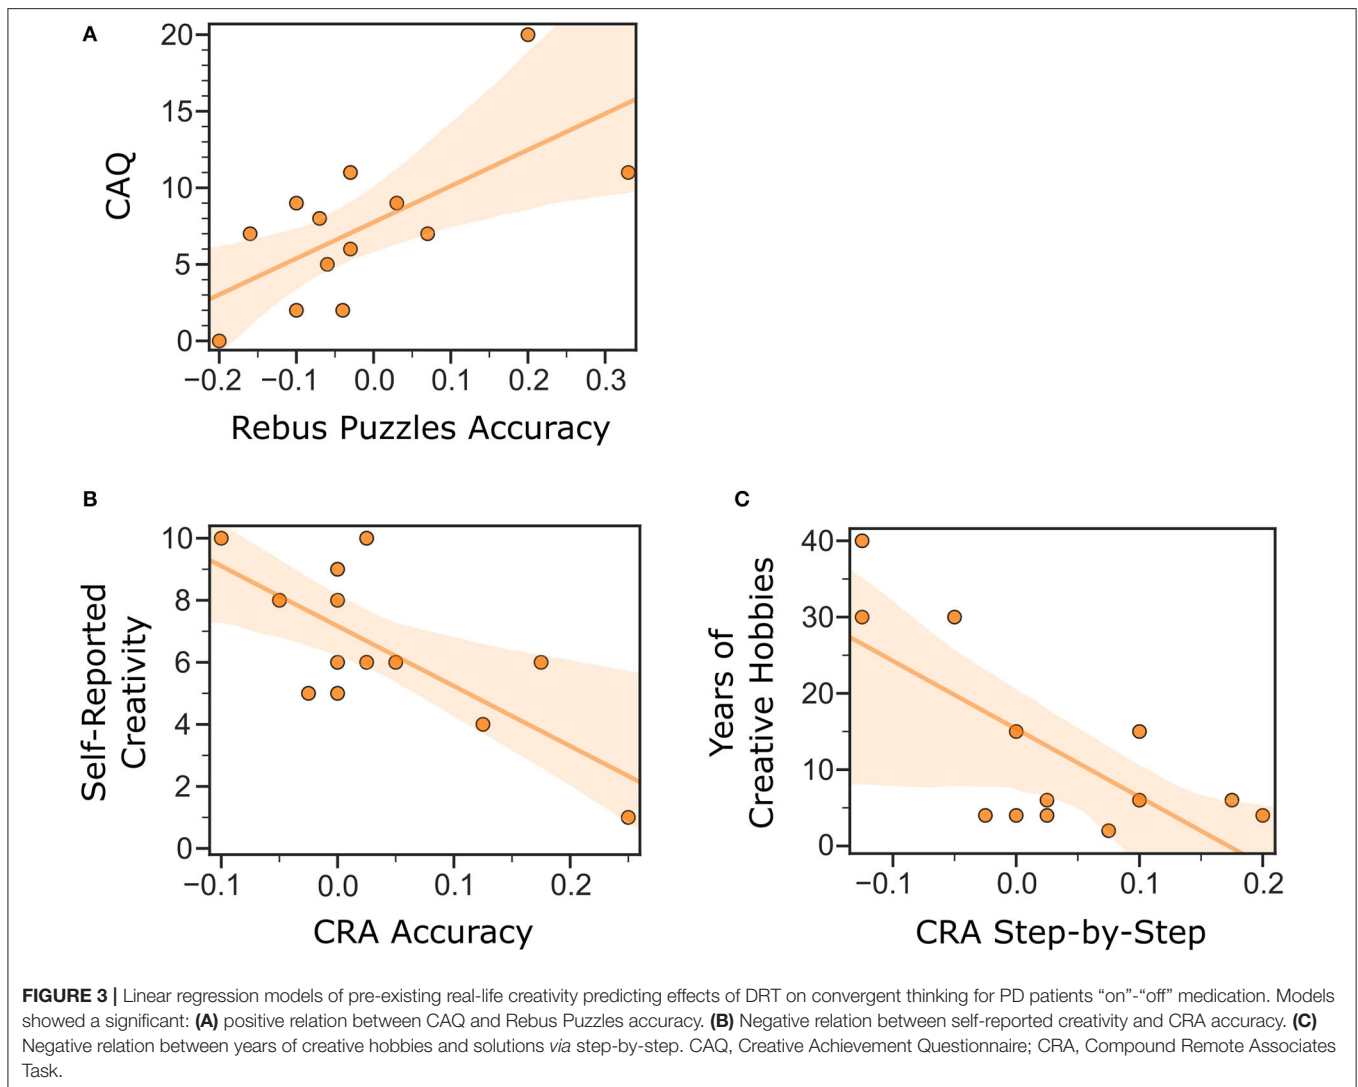 A
20
15
10
5
0
CAQ
−0.2 −0.1 0.0 0.1 0.2 0.3
Rebus Puzzles Accuracy
B
10
8
6
4
2
0
Self-Reported
Creativity
−0.1 0.0 0.1 0.2
CRA Accuracy
C
40
30
20
10
0
Years of
Creative Hobbies
−0.1 0.0 0.1 0.2
CRA Step-by-Step
FIGURE 3 | Linear regression models of pre-existing real-life creativity predicting effects of DRT on convergent thinking for PD patients “on”-“off” medication. Models
showed a significant: (A) positive relation between CAQ and Rebus Puzzles accuracy. (B) Negative relation between self-reported creativity and CRA accuracy. (C)
Negative relation between years of creative hobbies and solutions via step-by-step. CAQ, Creative Achievement Questionnaire; CRA, Compound Remote Associates
Task.